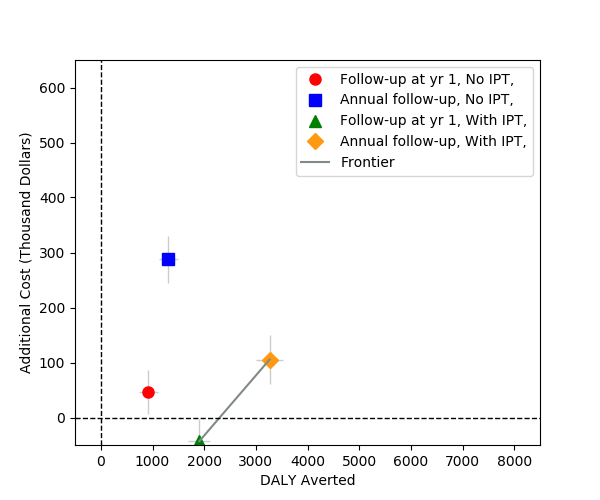 Follow-up at yr 1, No IPT,
Annual follow-up, No IPT,
Follow-up at yr 1, With IPT,
Annual follow-up, With IPT,
Frontier
Additional Cost (Thousand Dollars)
600
500
400
300
200
100
0
0 1000 2000 3000 4000 5000 6000 7000 8000
DALY Averted